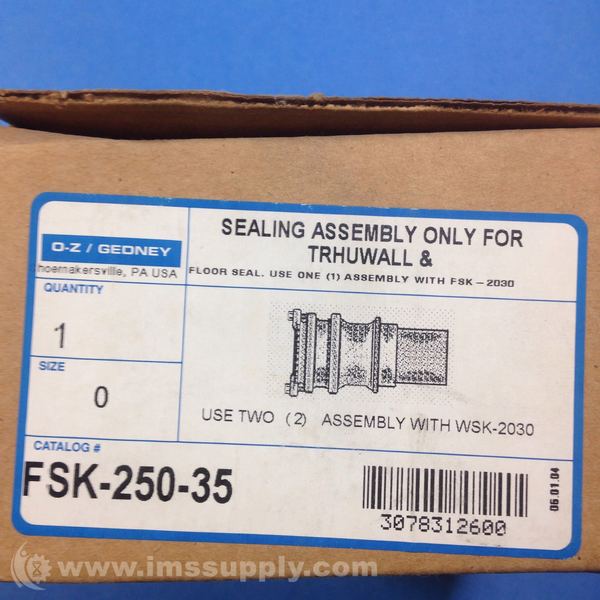 O-Z / GEDNEY
hoemakersville, PA USA
QUANTITY
1
SIZE
0
SEALING ASSEMBLY ONLY FOR
TRHUWALL &
FLOOR SEAL. USE ONE (1) ASSEMBLY WITH FSK - 2030
USE TWO (2) ASSEMBLY WITH WSK-2030
CATALOG #
FSK-250-35
3078312600
06.01.04
www.imssupply.com/